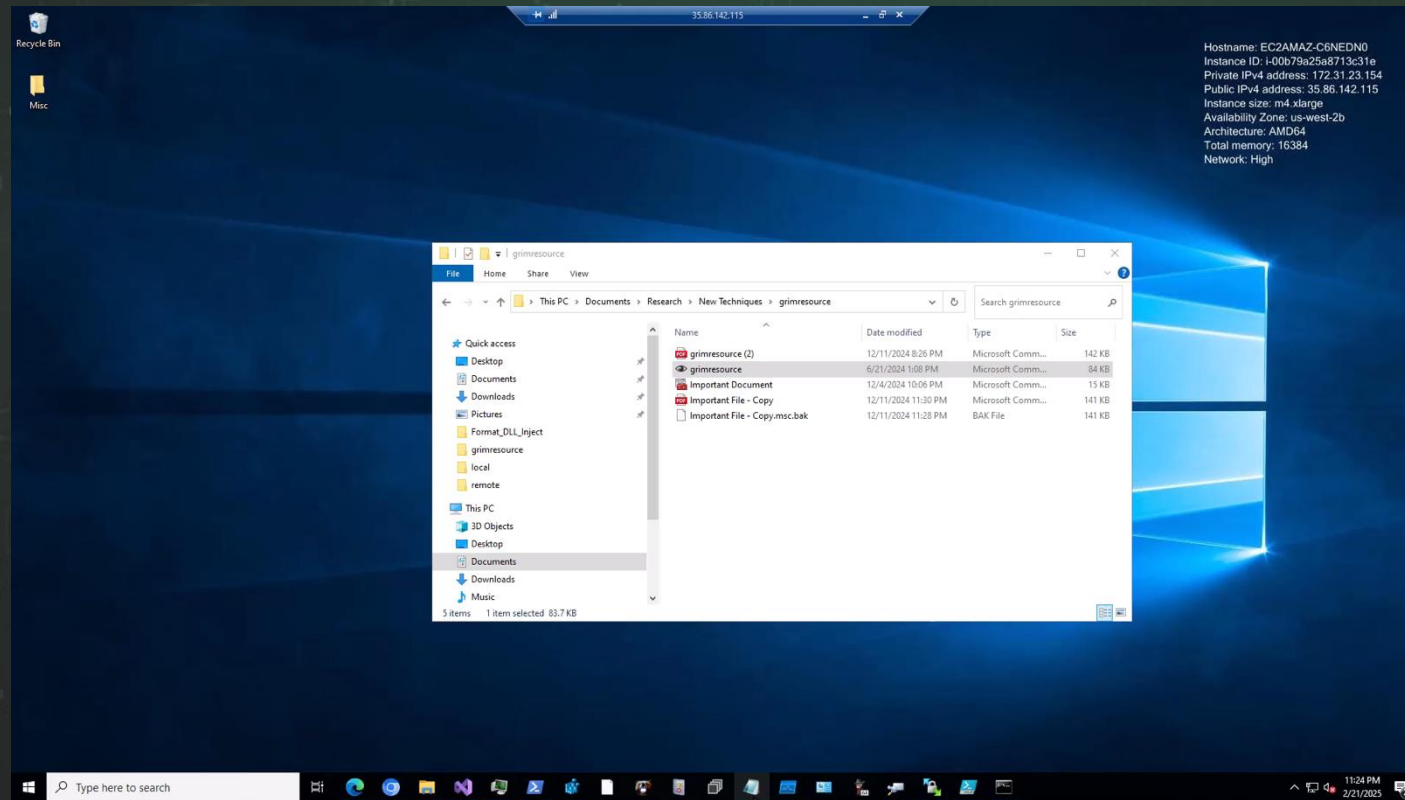 35.86.142.115
Recycle Bin
Misc
Hostname: EC2AMAZ-C6NEDN0
Instance ID: i-00b79a25a8713c31e
Private IPv4 address: 172.31.23.154
Public IPv4 address: 35.86.142.115
Instance size: m4.xlarge
Availability Zone: us-west-2b
Architecture: AMD64
Total memory: 16384
Network: High
grimresource
File Home Share View
This PC > Documents > Research > New Techniques > grimresource
Search grimresource
Name Date modified Type Size
grimresource (2) 12/11/2024 8:26 PM Microsoft Comm... 142 KB
grimresource 6/21/2024 1:08 PM Microsoft Comm... 84 KB
Important Document 12/4/2024 10:06 PM Microsoft Comm... 15 KB
Important File - Copy 12/11/2024 11:30 PM Microsoft Comm... 141 KB
Important File - Copy.msc.bak 12/11/2024 11:28 PM BAK File 141 KB
Quick access
Desktop
Documents
Downloads
Pictures
Format_DLL_Inject
grimresource
local
remote
This PC
3D Objects
Desktop
Documents
Downloads
Music
5 items 1 item selected 83.7 KB
Type here to search
11:24 PM
2/21/2025